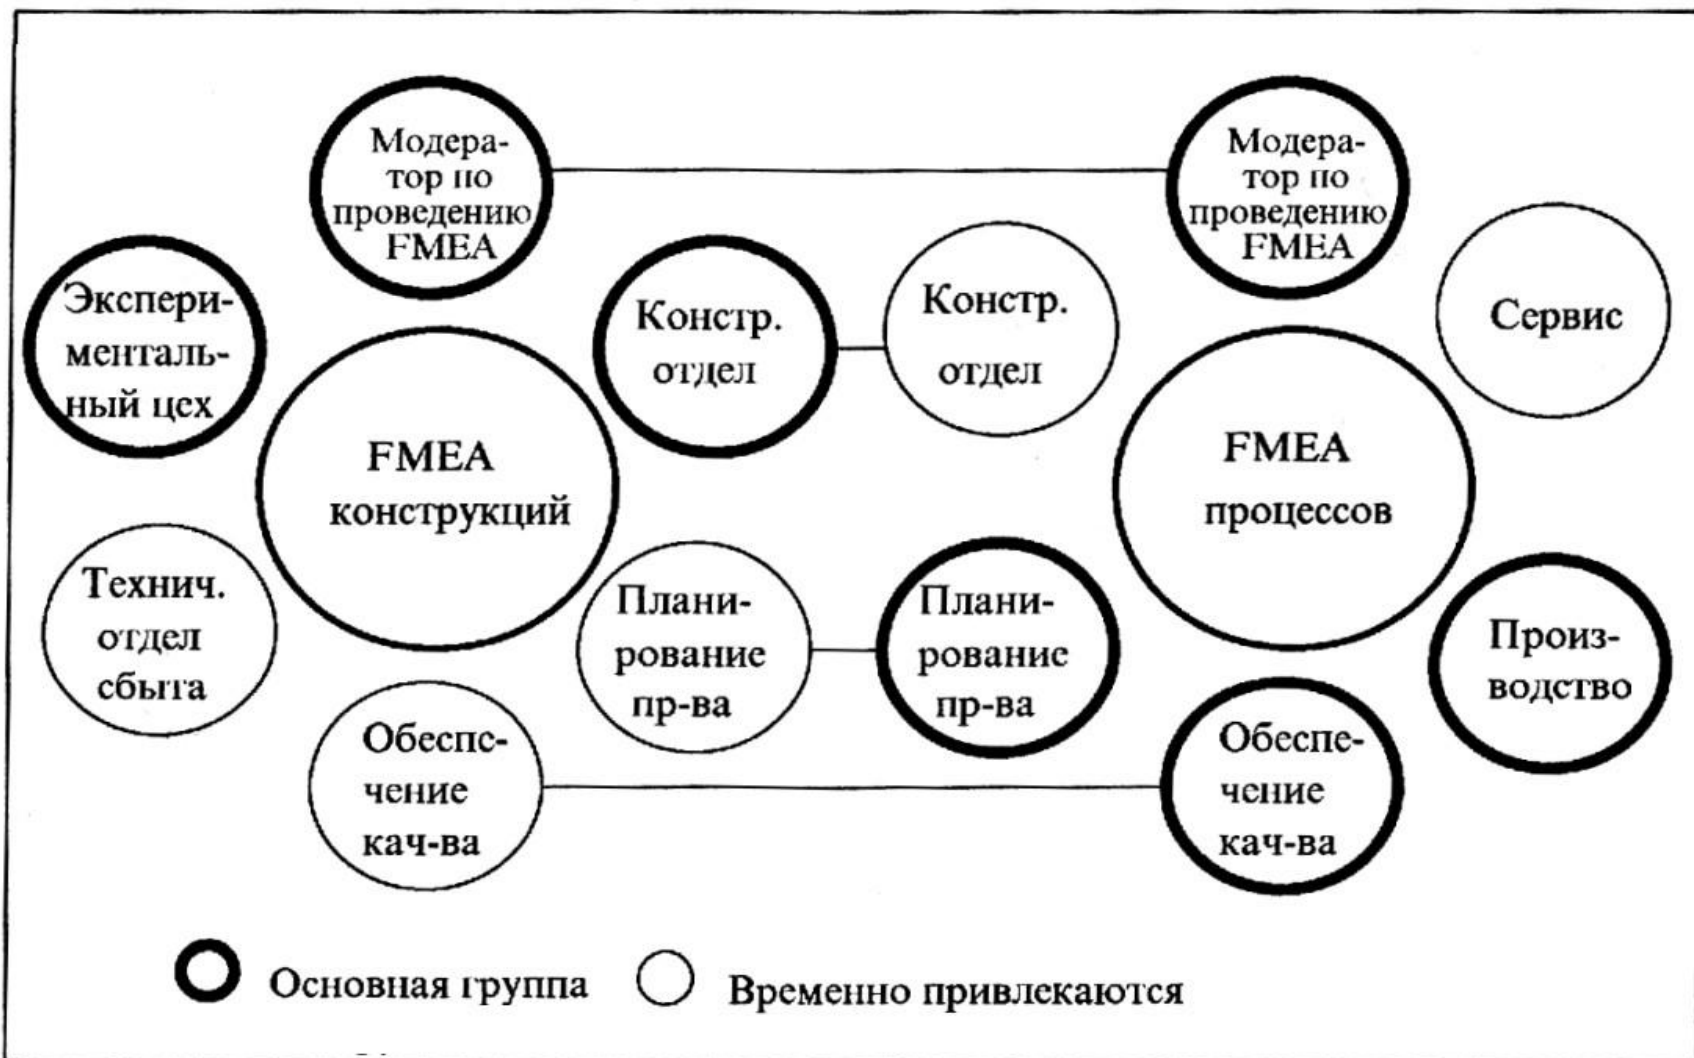 Модера-
тор по
проведению
FMEA
Модера-
тор по
проведению
FMEA
Экспери-
менталь-
ный цех
Констр.
отдел
Констр.
отдел
Сервис
FMEA
конструкций
FMEA
процессов
Технич.
отдел
сбыта
Плани-
рование
пр-ва
Плани-
рование
пр-ва
Произ-
водство
Обеспе-
чение
кач-ва
Обеспе-
чение
кач-ва
Основная группа
Временно привлекаются